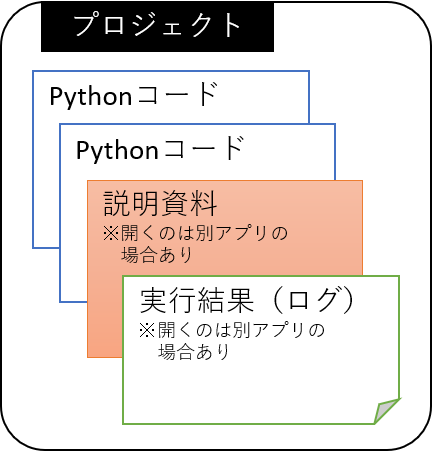 プロジェクト
Pythonコード
Pythonコード
説明資料
※開くのは別アプリの
場合あり
実行結果（ログ）
※開くのは別アプリの
場合あり